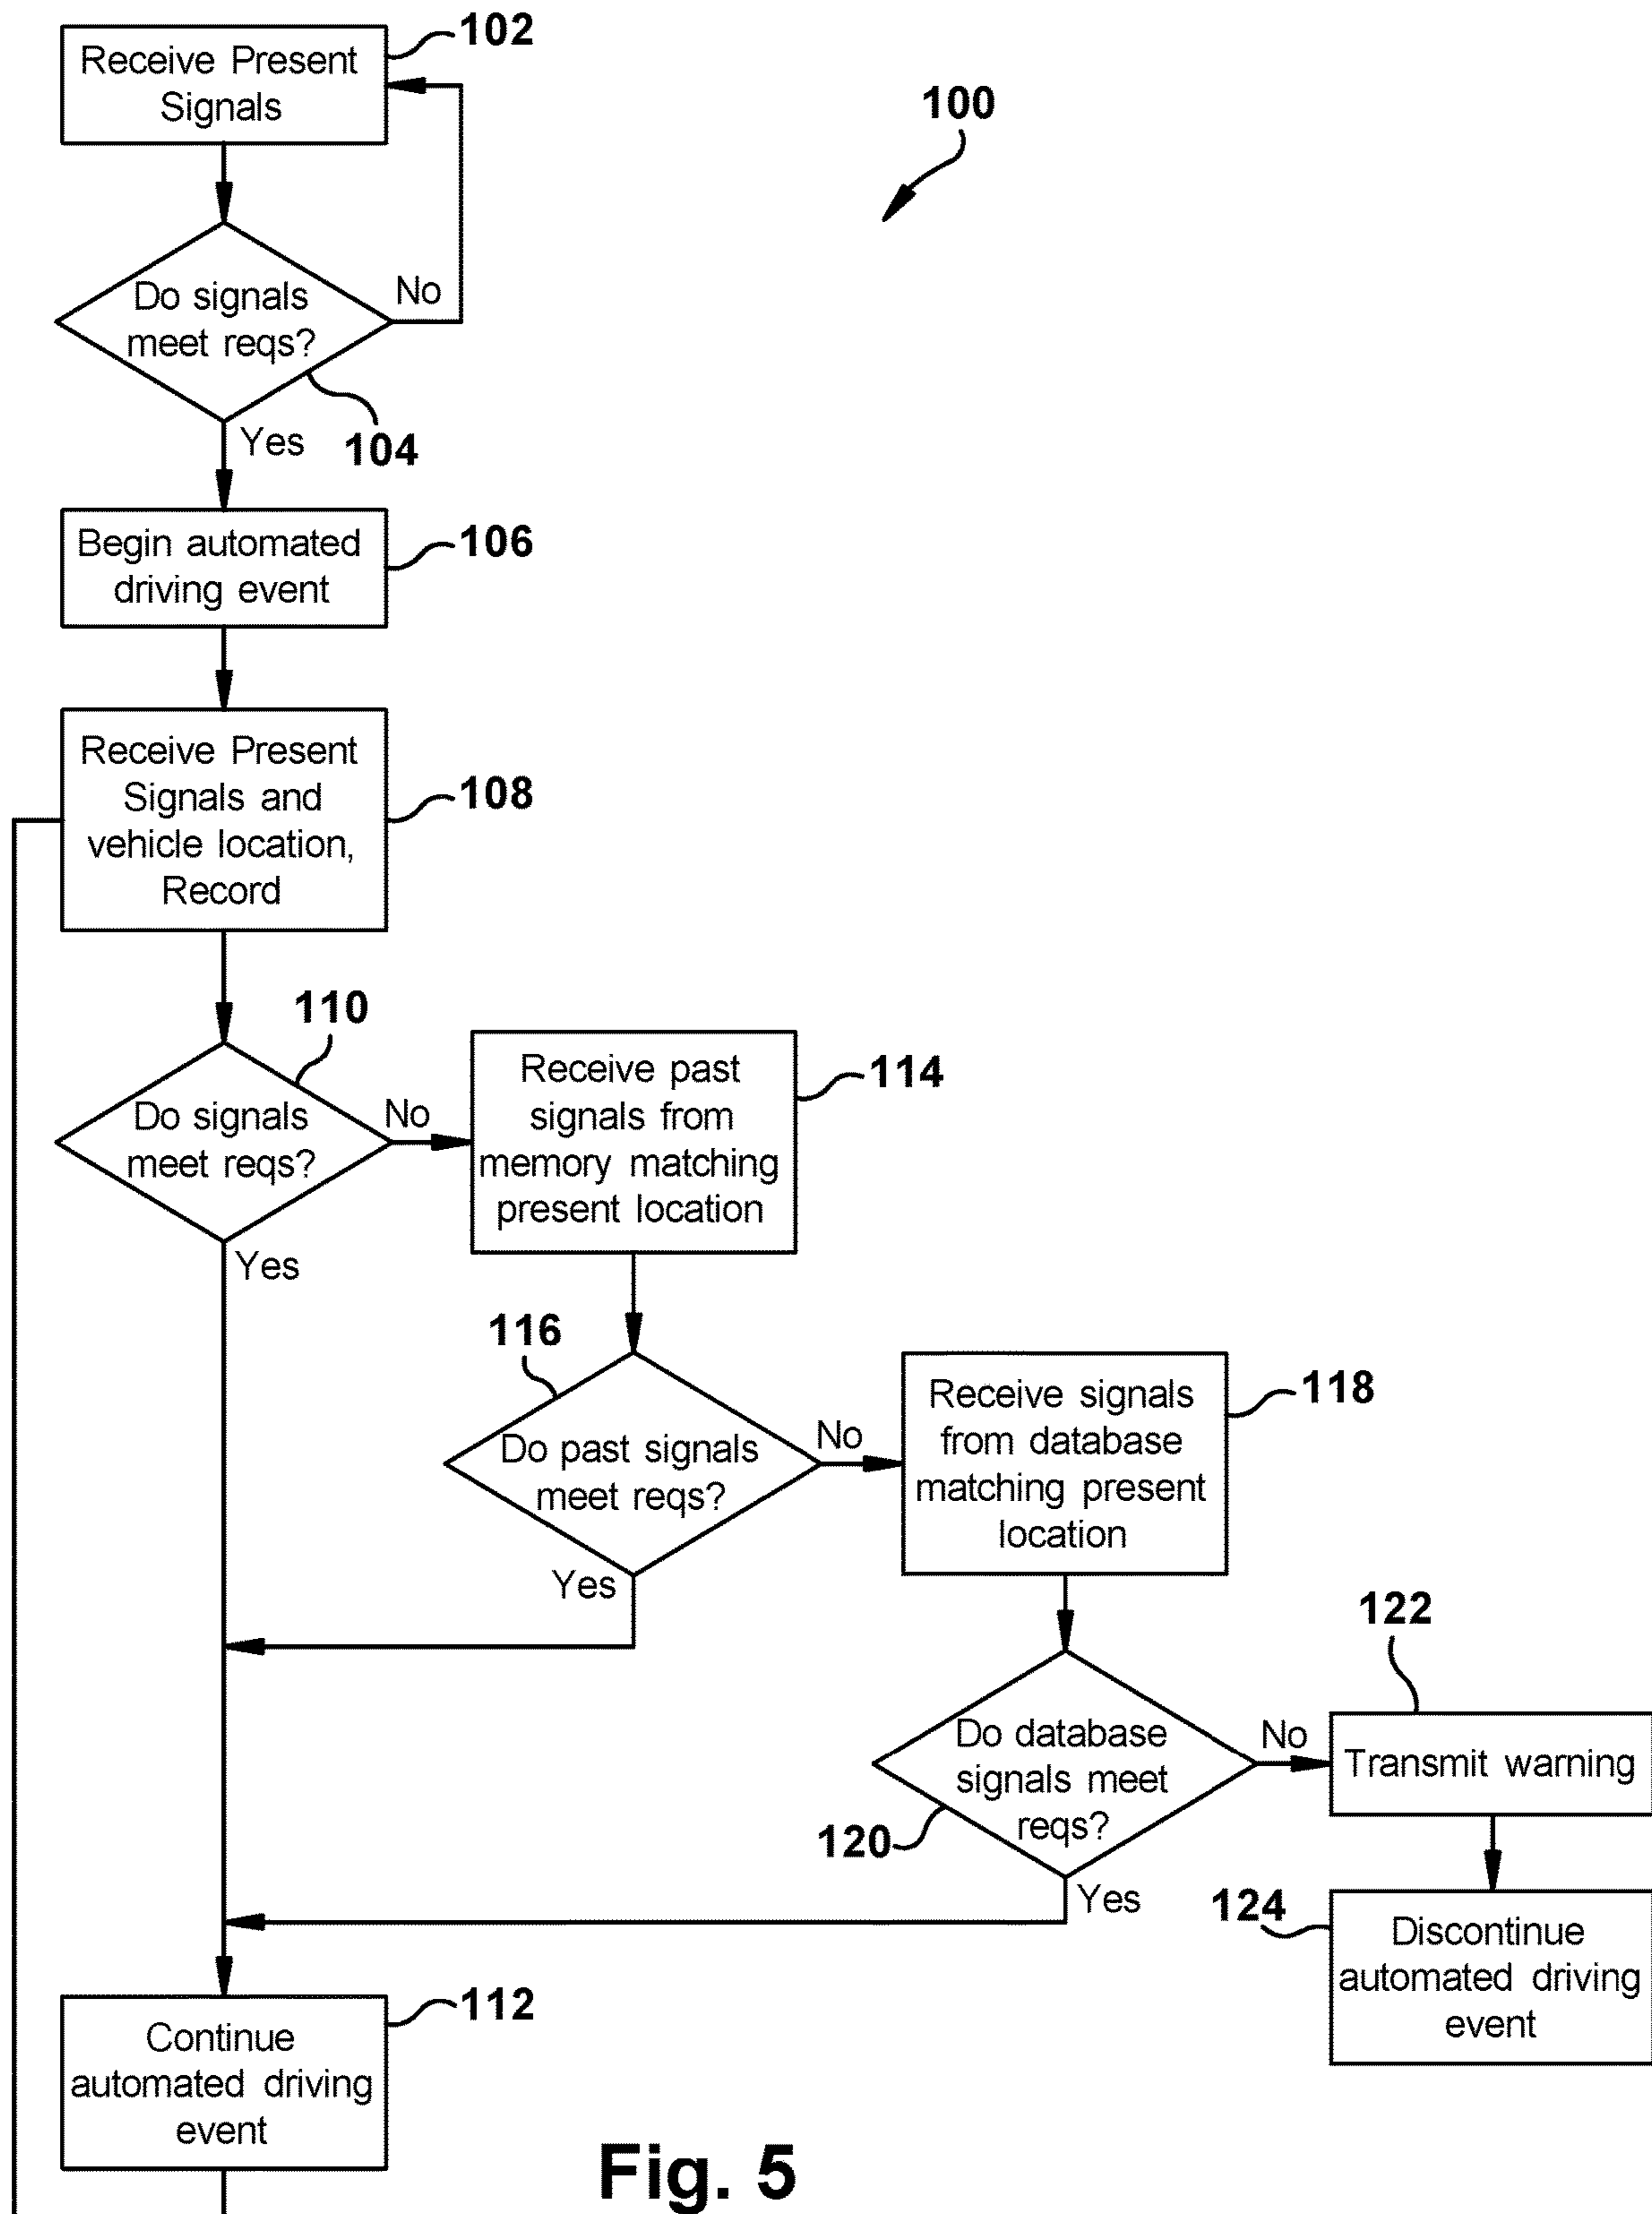 102
Receive Present
Signals
100
Do signals
meet reqs?
No
104
Yes
Begin automated
driving event
106
Receive Present
Signals and
vehicle location,
Record
108
110
Do signals
meet reqs?
No
Yes
Receive past
signals from
memory matching
present location
114
116
Do past signals
meet reqs?
No
Yes
Receive signals
from database
matching present
location
118
Do database
signals meet
reqs?
120
No
Yes
122
Transmit warning
124
Discontinue
automated driving
event
Continue
automated driving
event
112
Fig. 5